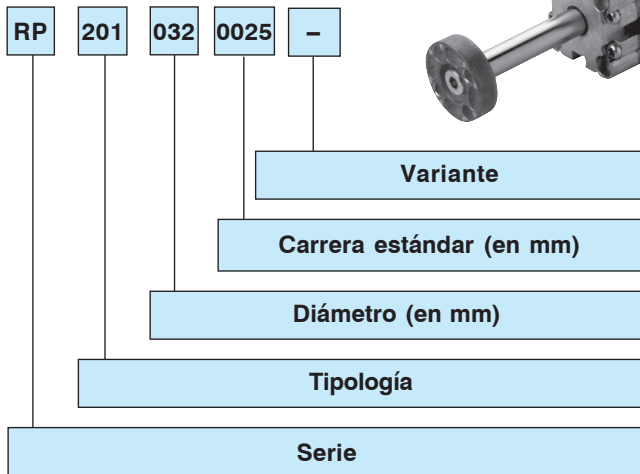 RP 201 032 0025 –
Variante
Carrera estándar (en mm)
Diámetro (en mm)
Tipología
Serie